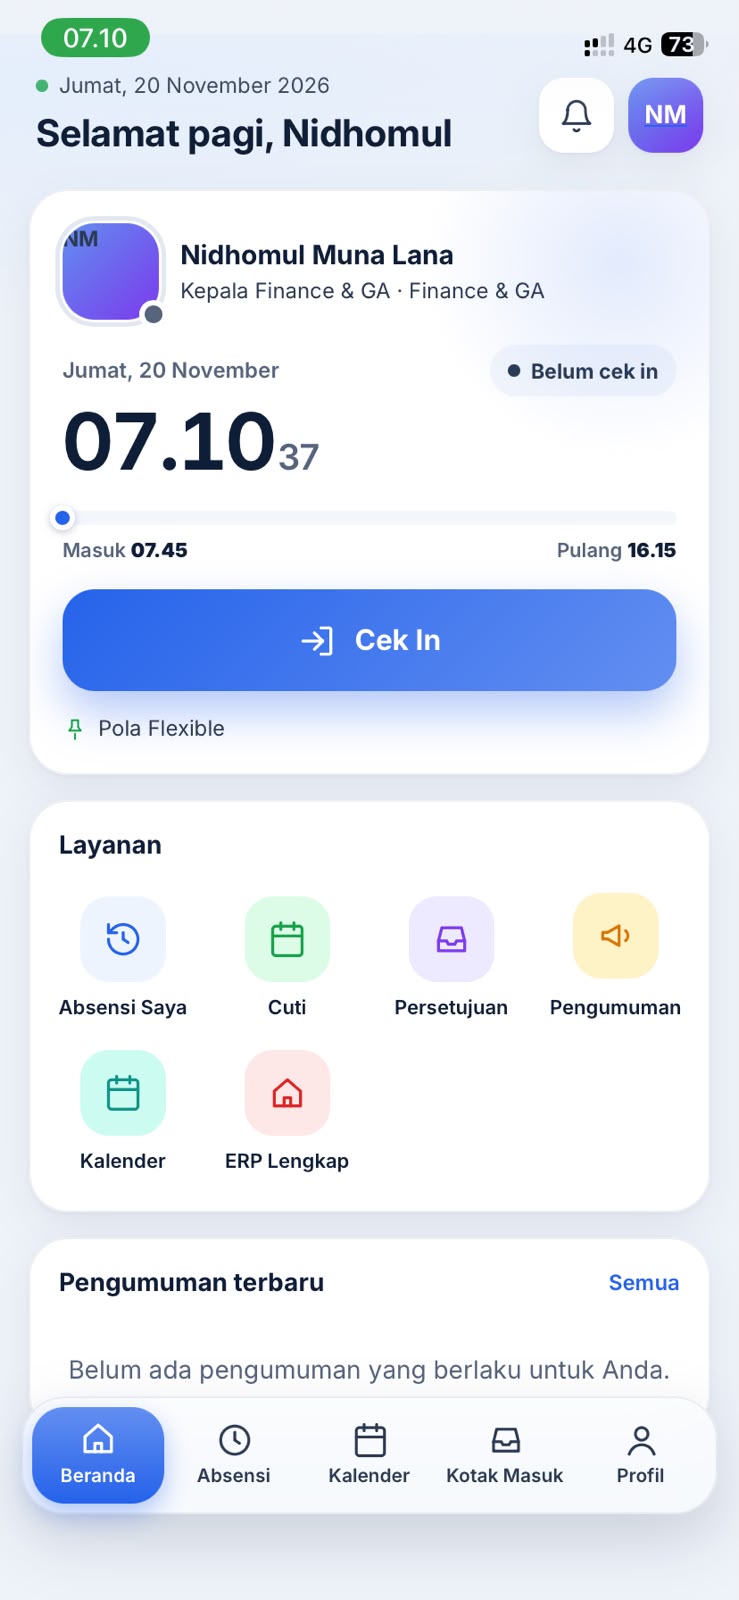 07.10
4G 73
Jumat, 20 November 2026
Selamat pagi, Nidhomul
NM
NM
Nidhomul Muna Lana
Kepala Finance & GA · Finance & GA
Jumat, 20 November
Belum cek in
07.10 37
Masuk 07.45
Pulang 16.15
Cek In
Pola Flexible
Layanan
Absensi Saya
Cuti
Persetujuan
Pengumuman
Kalender
ERP Lengkap
Pengumuman terbaru
Semua
Belum ada pengumuman yang berlaku untuk Anda.
Beranda
Absensi
Kalender
Kotak Masuk
Profil